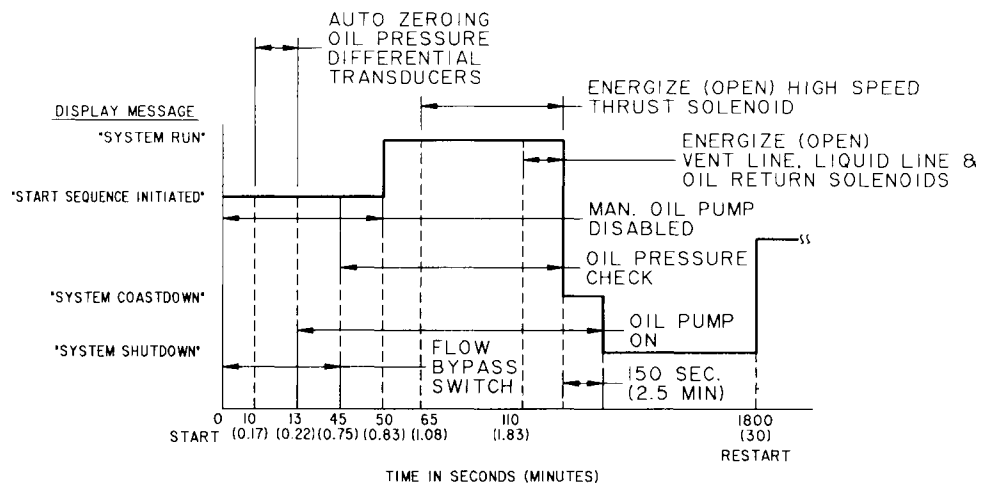 AUTO ZEROING
OIL PRESSURE
DIFFERENTIAL
TRANSDUCERS
ENERGIZE (OPEN) HIGH SPEED
THRUST SOLENOID
DISPLAY MESSAGE
"SYSTEM RUN"
ENERGIZE (OPEN)
VENT LINE, LIQUID LINE &
OIL RETURN SOLENOIDS
"START SEQUENCE INITIATED"
MAN. OIL PUMP
DISABLED
OIL PRESSURE
CHECK
"SYSTEM COASTDOWN"
OIL PUMP
ON
"SYSTEM SHUTDOWN"
FLOW
BYPASS
SWITCH
150 SEC.
(2.5 MIN)
0 10 13 45 50 65 110 1800
START (0.17) (0.22) (0.75) (0.83) (1.08) (1.83) (30)
RESTART
TIME IN SECONDS (MINUTES)